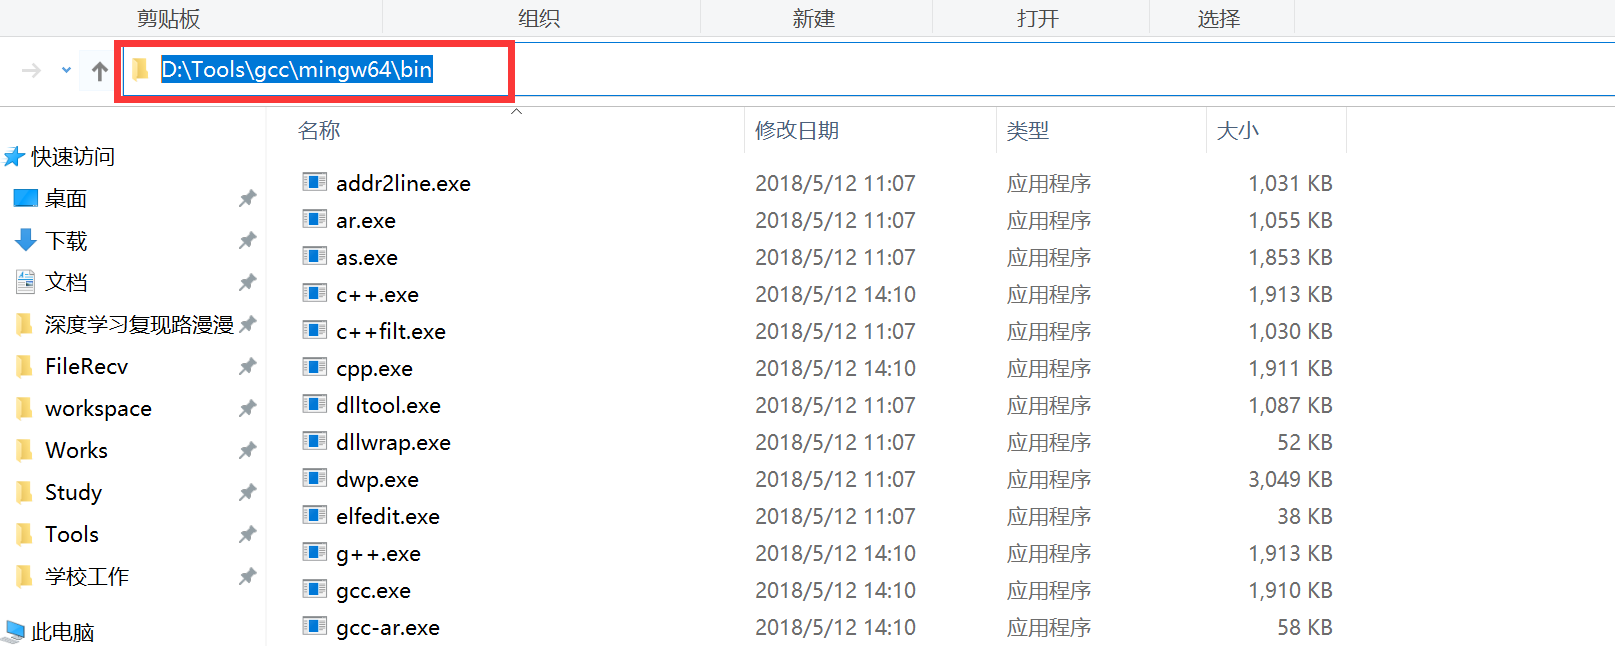 剪贴板 组织 新建 打开 选择
D:\Tools\gcc\mingw64\bin
名称 修改日期 类型 大小
快速访问
桌面
下载
文档
深度学习复现路漫漫
FileRecv
workspace
Works
Study
Tools
学校工作
此电脑
addr2line.exe 2018/5/12 11:07 应用程序 1,031 KB
ar.exe 2018/5/12 11:07 应用程序 1,055 KB
as.exe 2018/5/12 11:07 应用程序 1,853 KB
c++.exe 2018/5/12 14:10 应用程序 1,913 KB
c++filt.exe 2018/5/12 11:07 应用程序 1,030 KB
cpp.exe 2018/5/12 14:10 应用程序 1,911 KB
dlltool.exe 2018/5/12 11:07 应用程序 1,087 KB
dllwrap.exe 2018/5/12 11:07 应用程序 52 KB
dwp.exe 2018/5/12 11:07 应用程序 3,049 KB
elfedit.exe 2018/5/12 11:07 应用程序 38 KB
g++.exe 2018/5/12 14:10 应用程序 1,913 KB
gcc.exe 2018/5/12 14:10 应用程序 1,910 KB
gcc-ar.exe 2018/5/12 14:10 应用程序 58 KB